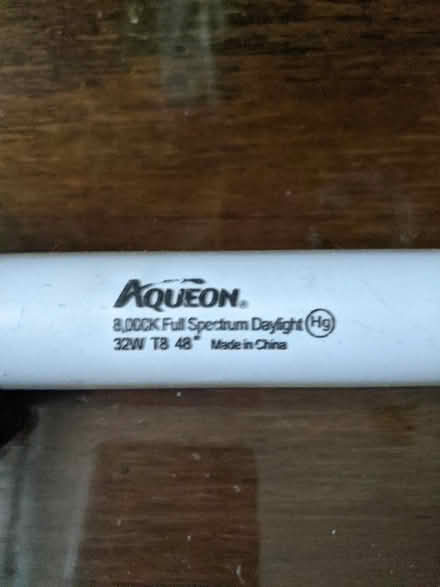 AQUEON®
8,000K Full Spectrum Daylight Hg
32W T8 48" Made in China